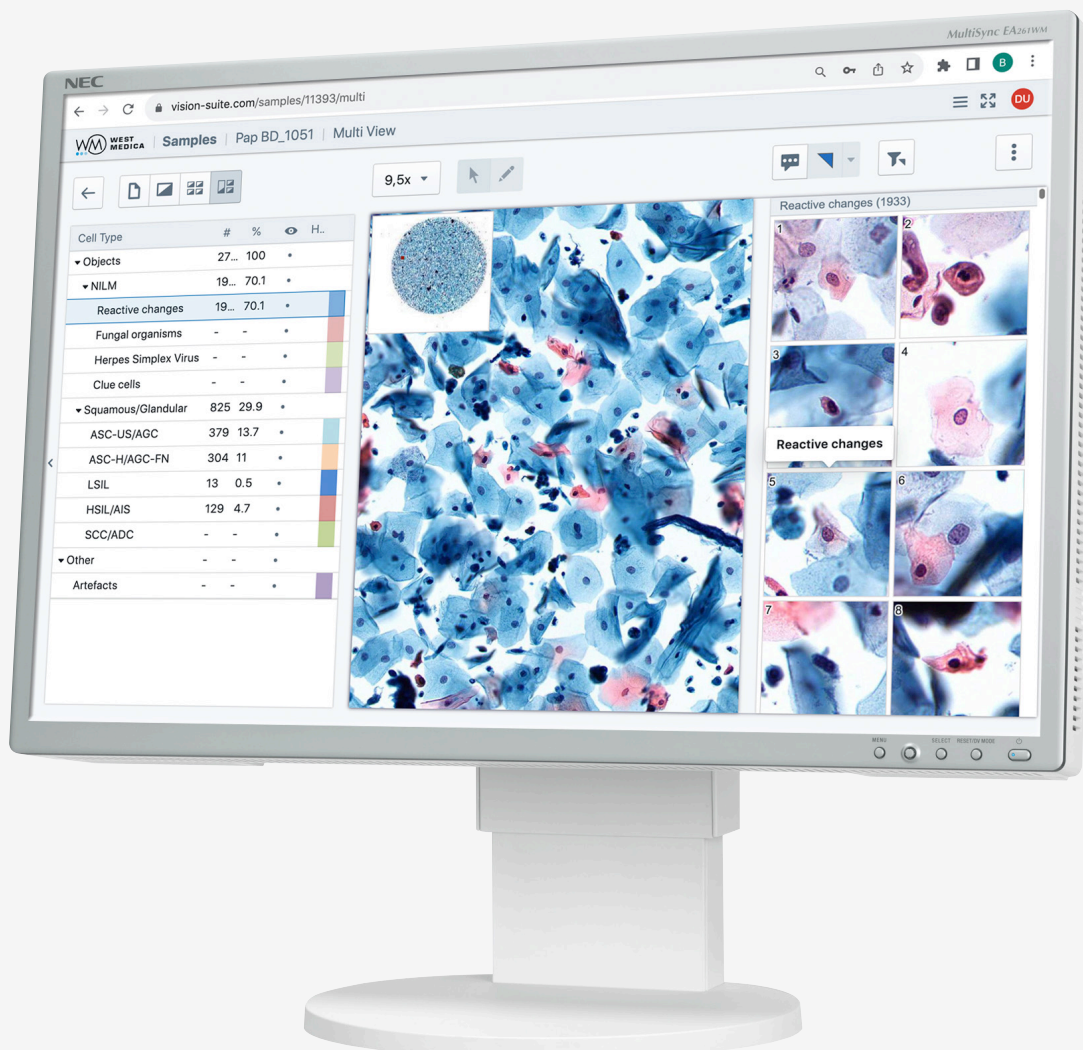 MultiSync EA261WM
NEC
vision-suite.com/samples/11393/multi
B
WM WEST MEDICA Samples Pap BD_1051 Multi View
DU
9,5x
Cell Type # % H..
Objects 27... 100
NILM 19... 70.1
Reactive changes 19... 70.1
Fungal organisms - -
Herpes Simplex Virus - -
Clue cells - -
Squamous/Glandular 825 29.9
ASC-US/AGC 379 13.7
ASC-H/AGC-FN 304 11
LSIL 13 0.5
HSIL/AIS 129 4.7
SCC/ADC - -
Other - -
Artefacts - -
Reactive changes (1933)
1 2
3 4
Reactive changes
5 6
7 8
MENU SELECT RESET/DV MODE